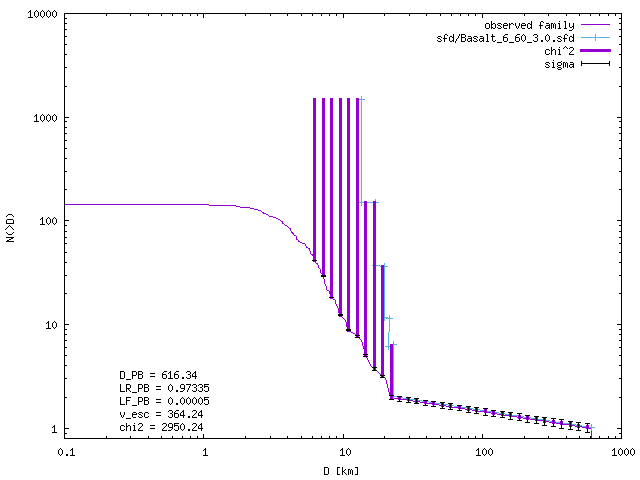 10000
1000
100
10
1
N(>D)
observed family
sfd/Basalt_6_60_3.0.sfd
chi^2
sigma
D_PB = 616.34
LR_PB = 0.97335
LF_PB = 0.00005
v_esc = 364.24
chi2 = 2950.24
0.1 1 10 100 1000
D [km]